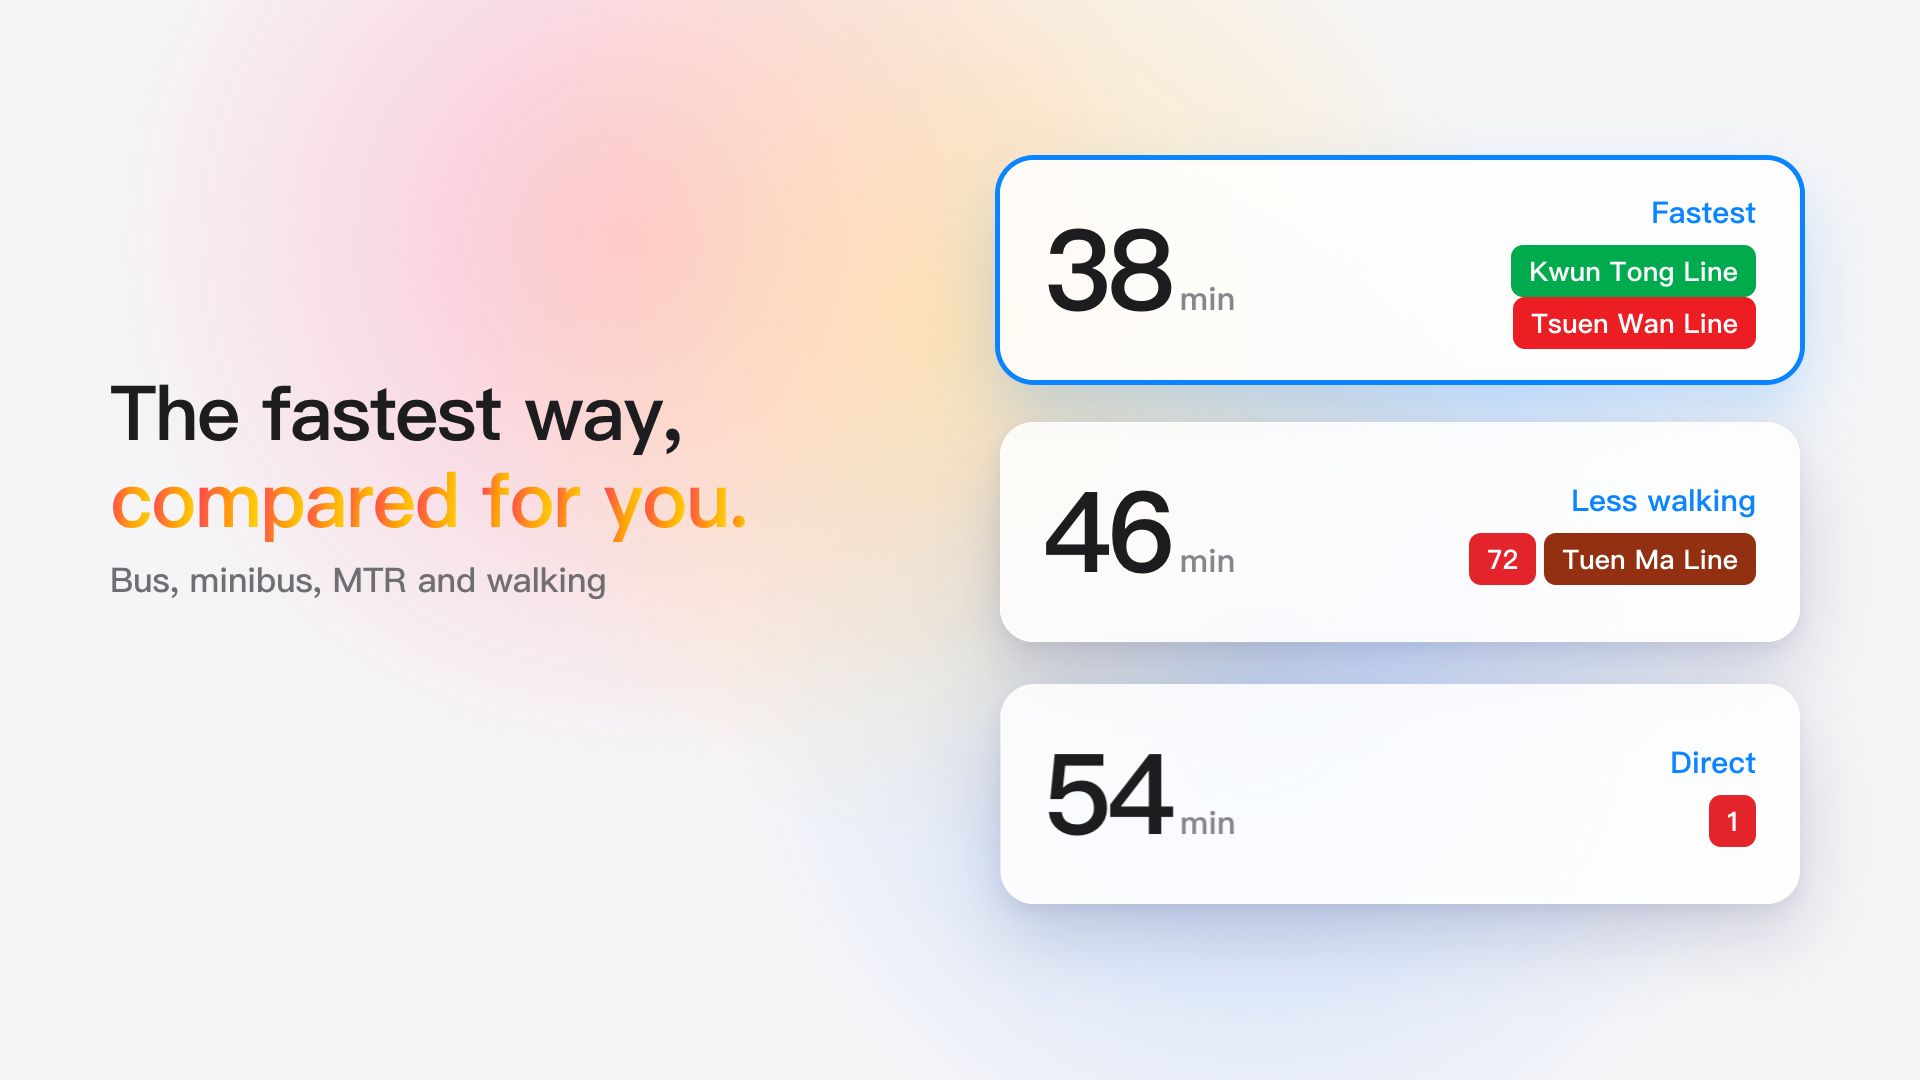 The fastest way,
compared for you.
Bus, minibus, MTR and walking
38 min
Fastest
Kwun Tong Line
Tsuen Wan Line
46 min
Less walking
72 Tuen Ma Line
54 min
Direct
1